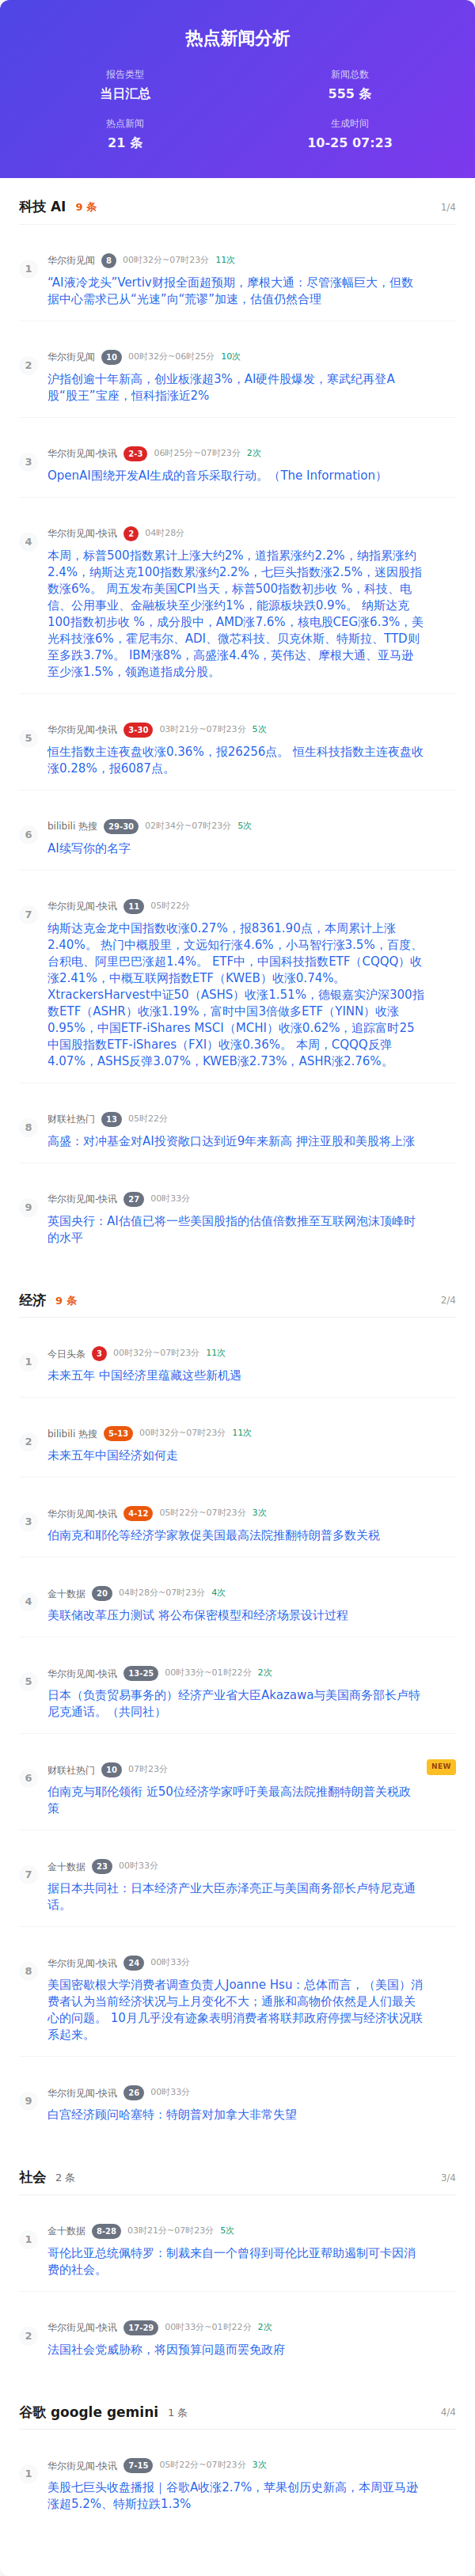 热点新闻分析
报告类型
当日汇总
新闻总数
555 条
热点新闻
21 条
生成时间
10-25 07:23
科技 AI 9 条 1/4
1
华尔街见闻 8 00时32分~07时23分 11次
“AI液冷龙头”Vertiv财报全面超预期，摩根大通：尽管涨幅巨大，但数
据中心需求已从“光速”向“荒谬”加速，估值仍然合理
2
华尔街见闻 10 00时32分~06时25分 10次
沪指创逾十年新高，创业板涨超3%，AI硬件股爆发，寒武纪再登A
股“股王”宝座，恒科指涨近2%
3
华尔街见闻-快讯 2-3 06时25分~07时23分 2次
OpenAI围绕开发AI生成的音乐采取行动。（The Information）
4
华尔街见闻-快讯 2 04时28分
本周，标普500指数累计上涨大约2%，道指累涨约2.2%，纳指累涨约
2.4%，纳斯达克100指数累涨约2.2%，七巨头指数涨2.5%，迷因股指
数涨6%。 周五发布美国CPI当天，标普500指数初步收 %，科技、电
信、公用事业、金融板块至少涨约1%，能源板块跌0.9%。 纳斯达克
100指数初步收 %，成分股中，AMD涨7.6%，核电股CEG涨6.3%，美
光科技涨6%，霍尼韦尔、ADI、微芯科技、贝克休斯、特斯拉、TTD则
至多跌3.7%。 IBM涨8%，高盛涨4.4%，英伟达、摩根大通、亚马逊
至少涨1.5%，领跑道指成分股。
5
华尔街见闻-快讯 3-30 03时21分~07时23分 5次
恒生指数主连夜盘收涨0.36%，报26256点。 恒生科技指数主连夜盘收
涨0.28%，报6087点。
6
bilibili 热搜 29-30 02时34分~07时23分 5次
AI续写你的名字
7
华尔街见闻-快讯 11 05时22分
纳斯达克金龙中国指数收涨0.27%，报8361.90点，本周累计上涨
2.40%。 热门中概股里，文远知行涨4.6%，小马智行涨3.5%，百度、
台积电、阿里巴巴涨超1.4%。 ETF中，中国科技指数ETF（CQQQ）收
涨2.41%，中概互联网指数ETF（KWEB）收涨0.74%。
XtrackersHarvest中证50（ASHS）收涨1.51%，德银嘉实沪深300指
数ETF（ASHR）收涨1.19%，富时中国3倍做多ETF（YINN）收涨
0.95%，中国ETF-iShares MSCI（MCHI）收涨0.62%，追踪富时25
中国股指数ETF-iShares（FXI）收涨0.36%。 本周，CQQQ反弹
4.07%，ASHS反弹3.07%，KWEB涨2.73%，ASHR涨2.76%。
8
财联社热门 13 05时22分
高盛：对冲基金对AI投资敞口达到近9年来新高 押注亚股和美股将上涨
9
华尔街见闻-快讯 27 00时33分
英国央行：AI估值已将一些美国股指的估值倍数推至互联网泡沫顶峰时
的水平
经济 9 条 2/4
1
今日头条 3 00时32分~07时23分 11次
未来五年 中国经济里蕴藏这些新机遇
2
bilibili 热搜 5-13 00时32分~07时23分 11次
未来五年中国经济如何走
3
华尔街见闻-快讯 4-12 05时22分~07时23分 3次
伯南克和耶伦等经济学家敦促美国最高法院推翻特朗普多数关税
4
金十数据 20 04时28分~07时23分 4次
美联储改革压力测试 将公布保密模型和经济场景设计过程
5
华尔街见闻-快讯 13-25 00时33分~01时22分 2次
日本（负责贸易事务的）经济产业省大臣Akazawa与美国商务部长卢特
尼克通话。（共同社）
6
财联社热门 10 07时23分 NEW
伯南克与耶伦领衔 近50位经济学家呼吁美最高法院推翻特朗普关税政
策
7
金十数据 23 00时33分
据日本共同社：日本经济产业大臣赤泽亮正与美国商务部长卢特尼克通
话。
8
华尔街见闻-快讯 24 00时33分
美国密歇根大学消费者调查负责人Joanne Hsu：总体而言，（美国）消
费者认为当前经济状况与上月变化不大；通胀和高物价依然是人们最关
心的问题。 10月几乎没有迹象表明消费者将联邦政府停摆与经济状况联
系起来。
9
华尔街见闻-快讯 26 00时33分
白宫经济顾问哈塞特：特朗普对加拿大非常失望
社会 2 条 3/4
1
金十数据 8-28 03时21分~07时23分 5次
哥伦比亚总统佩特罗：制裁来自一个曾得到哥伦比亚帮助遏制可卡因消
费的社会。
2
华尔街见闻-快讯 17-29 00时33分~01时22分 2次
法国社会党威胁称，将因预算问题而罢免政府
谷歌 google gemini 1 条 4/4
1
华尔街见闻-快讯 7-15 05时22分~07时23分 3次
美股七巨头收盘播报｜谷歌A收涨2.7%，苹果创历史新高，本周亚马逊
涨超5.2%、特斯拉跌1.3%